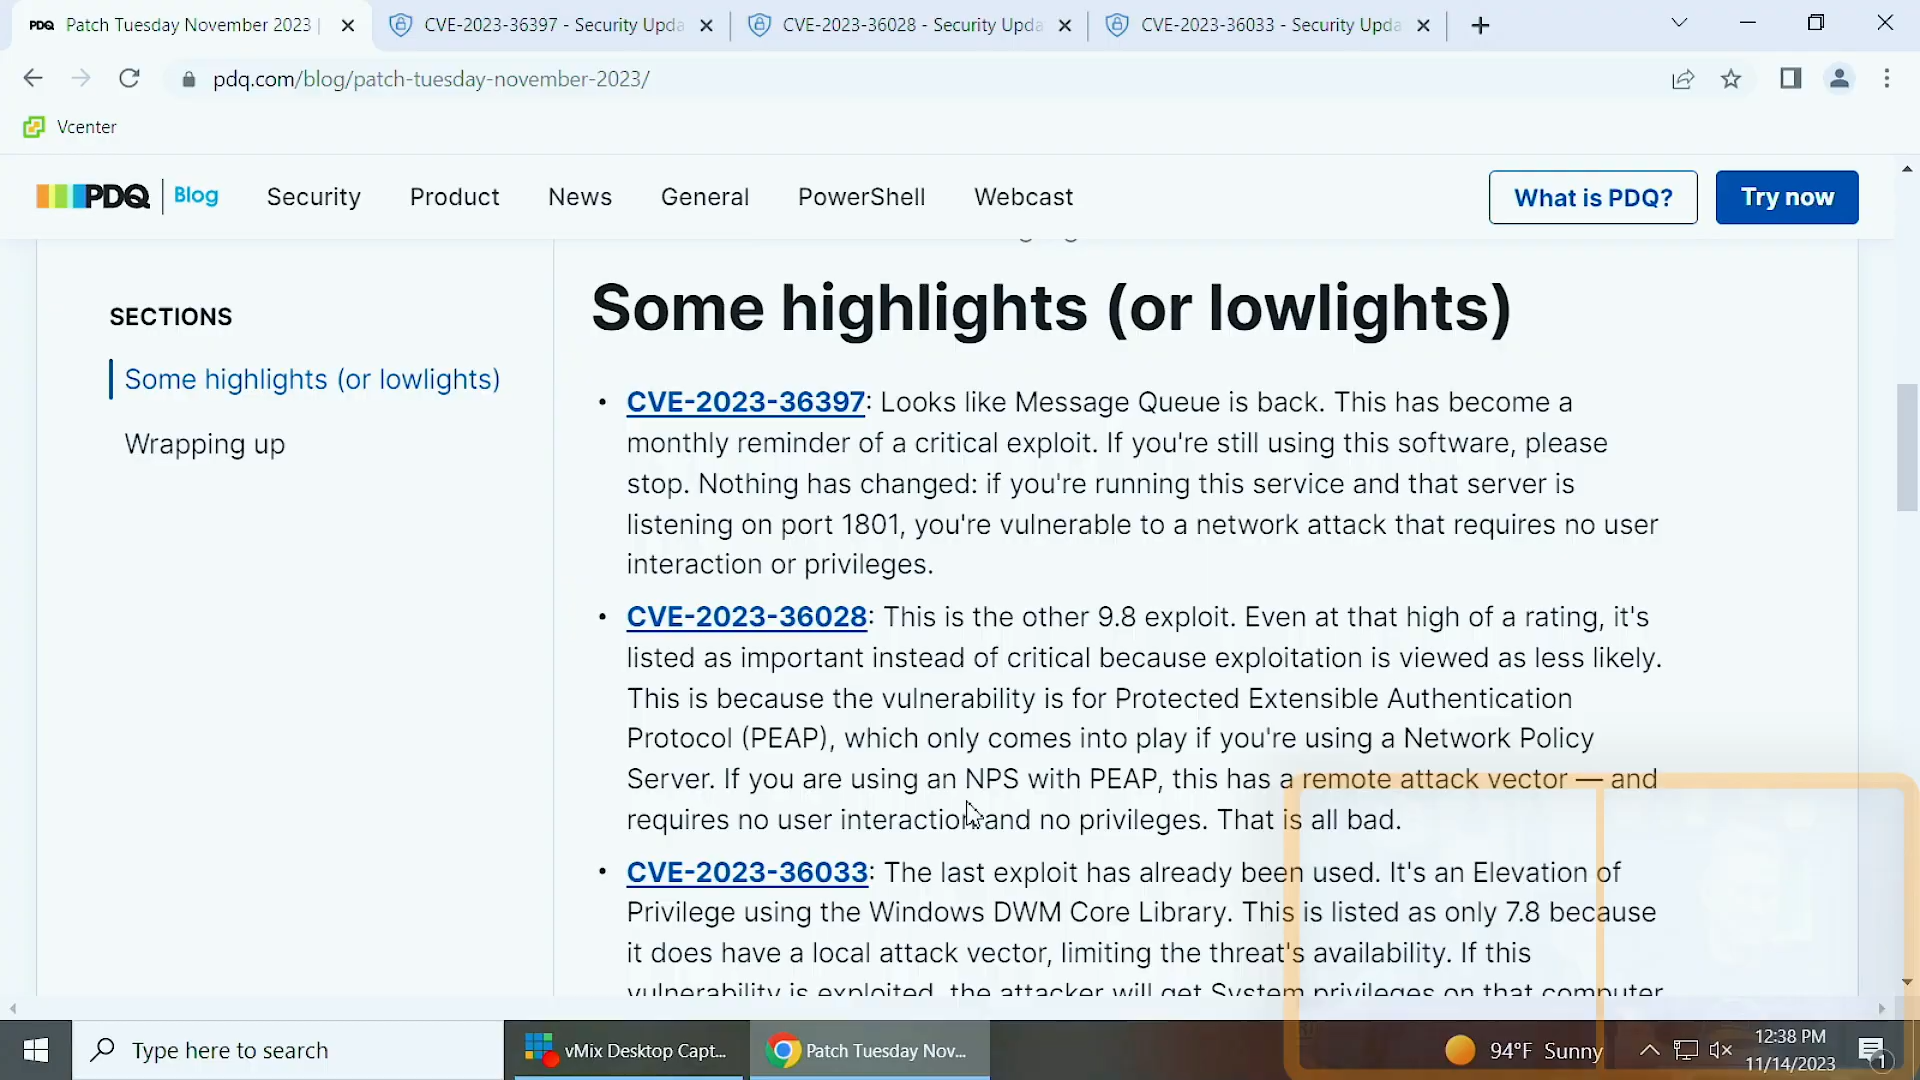 PDQ Patch Tuesday November 2023 |
CVE-2023-36397 - Security Upda
CVE-2023-36028 - Security Upda
CVE-2023-36033 - Security Upda
pdq.com/blog/patch-tuesday-november-2023/
Vcenter
PDQ Blog Security Product News General PowerShell Webcast What is PDQ? Try now
SECTIONS
Some highlights (or lowlights)
Wrapping up
Some highlights (or lowlights)
• CVE-2023-36397: Looks like Message Queue is back. This has become a
monthly reminder of a critical exploit. If you're still using this software, please
stop. Nothing has changed: if you're running this service and that server is
listening on port 1801, you're vulnerable to a network attack that requires no user
interaction or privileges.
• CVE-2023-36028: This is the other 9.8 exploit. Even at that high of a rating, it's
listed as important instead of critical because exploitation is viewed as less likely.
This is because the vulnerability is for Protected Extensible Authentication
Protocol (PEAP), which only comes into play if you're using a Network Policy
Server. If you are using an NPS with PEAP, this has a remote attack vector — and
requires no user interaction and no privileges. That is all bad.
• CVE-2023-36033: The last exploit has already been used. It's an Elevation of
Privilege using the Windows DWM Core Library. This is listed as only 7.8 because
it does have a local attack vector, limiting the threat's availability. If this
vulnerability is exploited, the attacker will get System privileges on that computer
Type here to search
vMix Desktop Capt...
Patch Tuesday Nov...
94°F Sunny
12:38 PM
11/14/2023
1